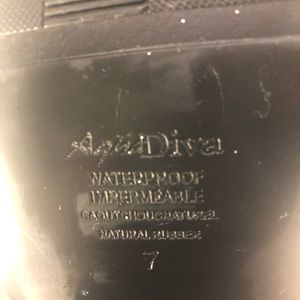 AquaDiva
WATERPROOF
IMPERMEABLE
CAOUTCHOUC NATUREL
NATURAL RUBBER
7